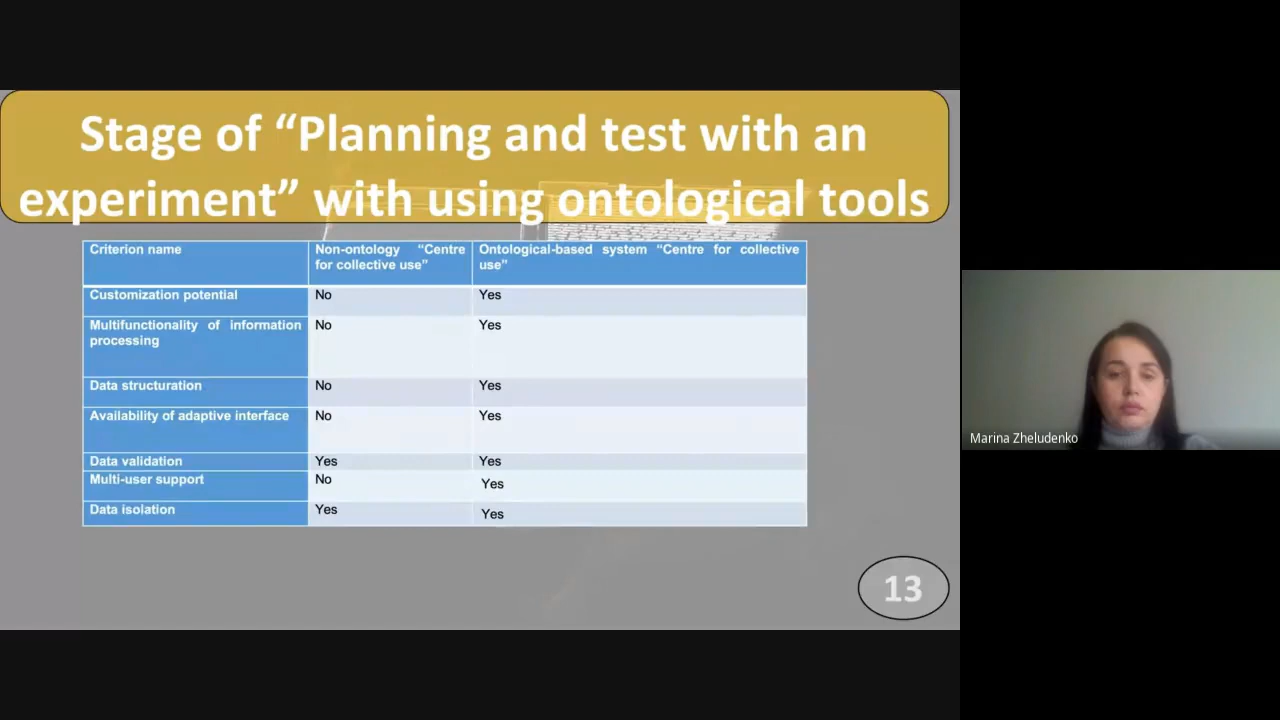 Stage of “Planning and test with an
experiment” with using ontological tools
Criterion name
Non-ontology “Centre
for collective use”
Ontological-based system “Centre for collective
use”
Customization potential
No
Yes
Multifunctionality of information
processing
No
Yes
Data structuration
No
Yes
Availability of adaptive interface
No
Yes
Data validation
Yes
Yes
Multi-user support
No
Yes
Data isolation
Yes
Yes
13
Marina Zheludenko